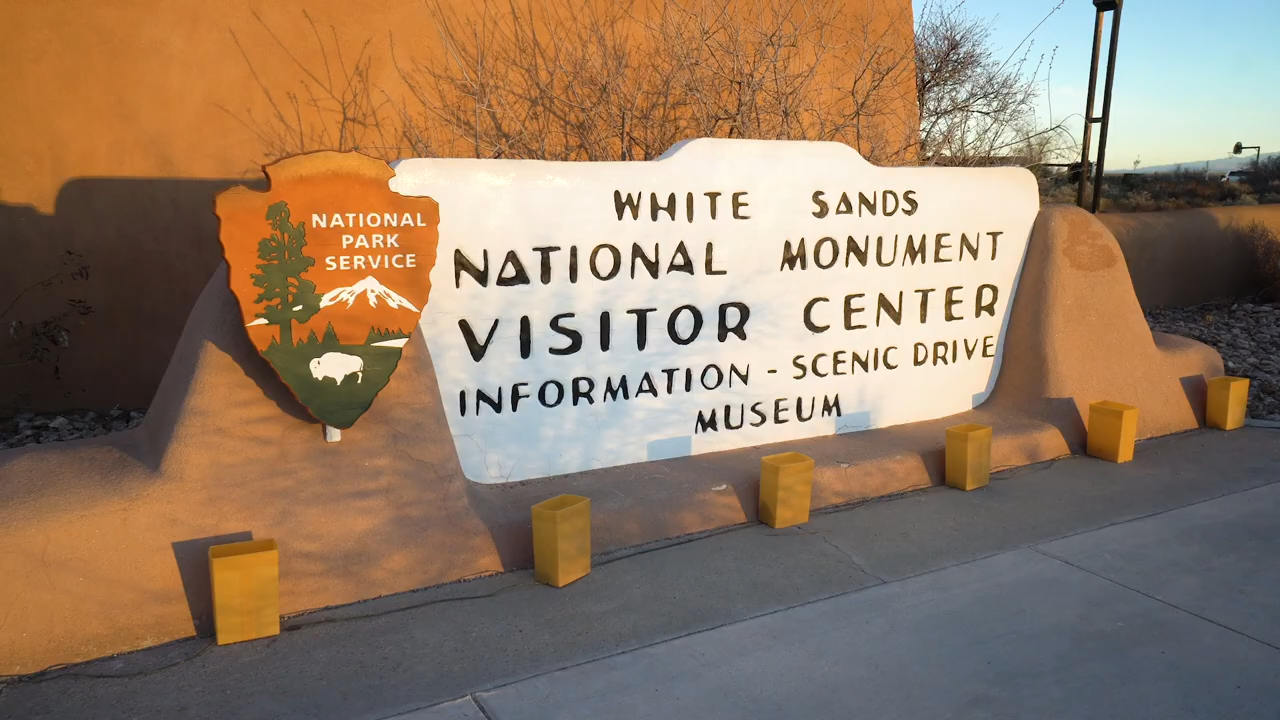 NATIONAL
PARK
SERVICE
WHITE SANDS
NATIONAL MONUMENT
VISITOR CENTER
INFORMATION - SCENIC DRIVE
MUSEUM